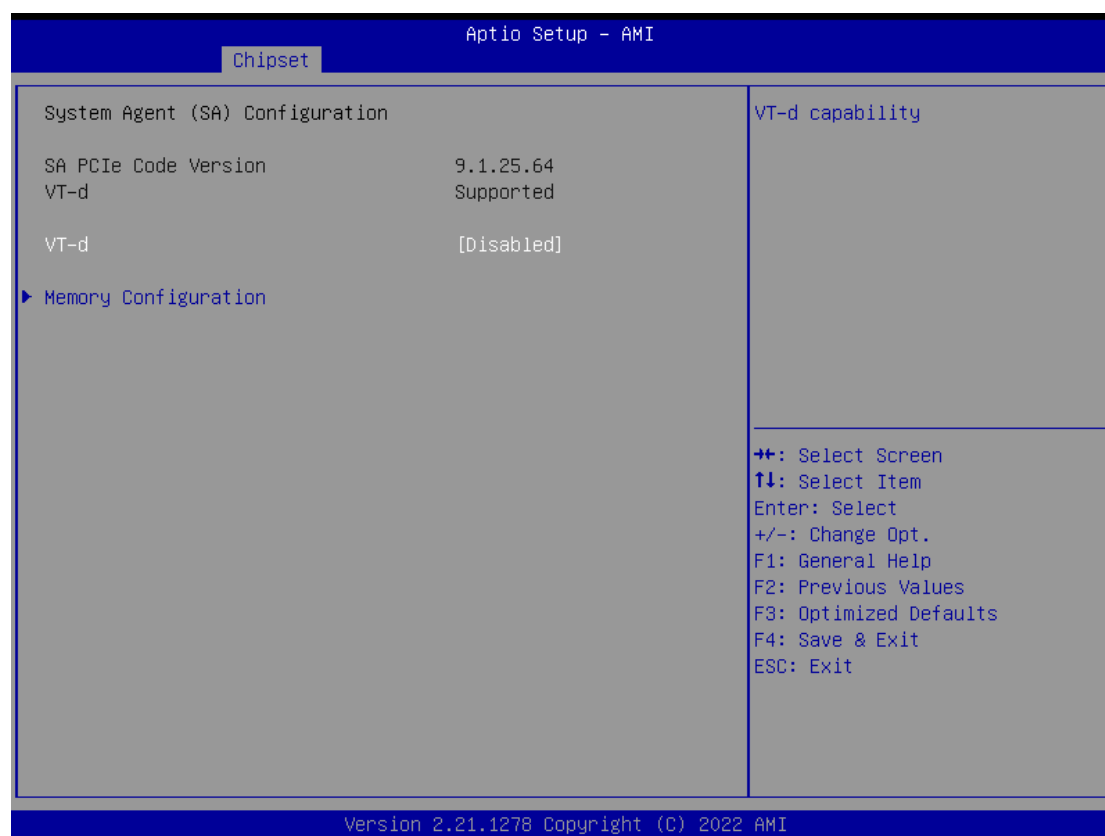 Aptio Setup – AMI
Chipset
System Agent (SA) Configuration
SA PCIe Code Version 9.1.25.64
VT-d Supported
VT-d [Disabled]
Memory Configuration
VT-d capability
→←: Select Screen
↑↓: Select Item
Enter: Select
+/-: Change Opt.
F1: General Help
F2: Previous Values
F3: Optimized Defaults
F4: Save & Exit
ESC: Exit
Version 2.21.1278 Copyright (C) 2022 AMI